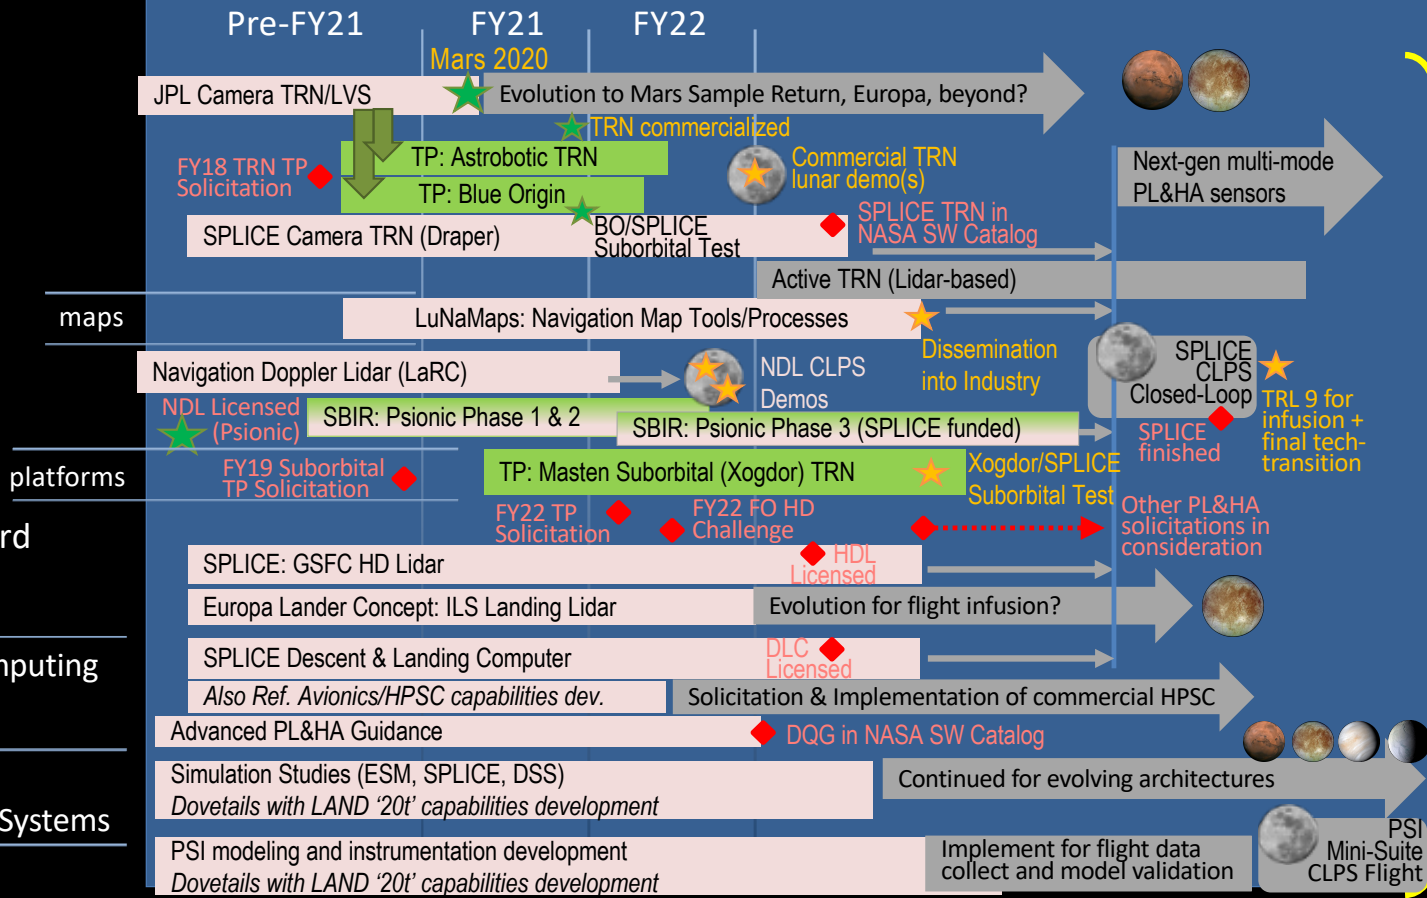 Pre-FY21
FY21
FY22
Mars 2020
JPL Camera TRN/LVS
Evolution to Mars Sample Return, Europa, beyond?
TRN commercialized
FY18 TRN TP
Solicitation
TP: Astrobotic TRN
Commercial TRN
lunar demo(s)
Next-gen multi-mode
PL&HA sensors
TP: Blue Origin
SPLICE Camera TRN (Draper)
BO/SPLICE
Suborbital Test
SPLICE TRN in
NASA SW Catalog
Active TRN (Lidar-based)
maps
LuNaMaps: Navigation Map Tools/Processes
Dissemination
into Industry
Navigation Doppler Lidar (LaRC)
NDL CLPS
Demos
SPLICE
CLPS
Closed-Loop
TRL 9 for
infusion +
final tech-
transition
NDL Licensed
(Psionic)
SBIR: Psionic Phase 1 & 2
SBIR: Psionic Phase 3 (SPLICE funded)
SPLICE
finished
platforms
FY19 Suborbital
TP Solicitation
TP: Masten Suborbital (Xogdor) TRN
Xogdor/SPLICE
Suborbital Test
FY22 TP
Solicitation
FY22 FO HD
Challenge
Other PL&HA
solicitations in
consideration
rd
SPLICE: GSFC HD Lidar
HDL
Licensed
Europa Lander Concept: ILS Landing Lidar
Evolution for flight infusion?
mputing
SPLICE Descent & Landing Computer
DLC
Licensed
Also Ref. Avionics/HPSC capabilities dev.
Solicitation & Implementation of commercial HPSC
Advanced PL&HA Guidance
DQG in NASA SW Catalog
Simulation Studies (ESM, SPLICE, DSS)
Dovetails with LAND ‘20t’ capabilities development
Continued for evolving architectures
Systems
PSI modeling and instrumentation development
Dovetails with LAND ‘20t’ capabilities development
Implement for flight data
collect and model validation
PSI
Mini-Suite
CLPS Flight